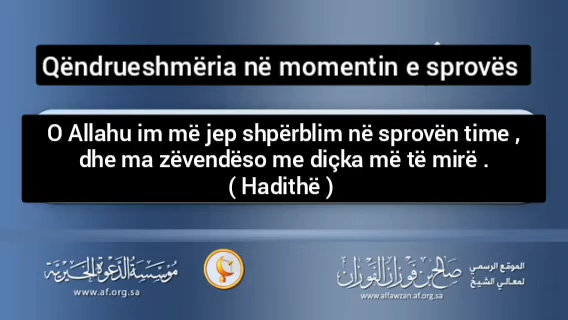 Qëndrueshmëria në momentin e sprovës
O Allahu im më jep shpërblim në sprovën time ,
dhe ma zëvendëso me diçka më të mirë .
( Hadithë )
مؤسسة الدعوة الخيرية
www.af.org.sa
صالح بن فوزان الفوزان
الموقع الرسمي
لمعالي الشيخ
www.alfawzan.af.org.sa